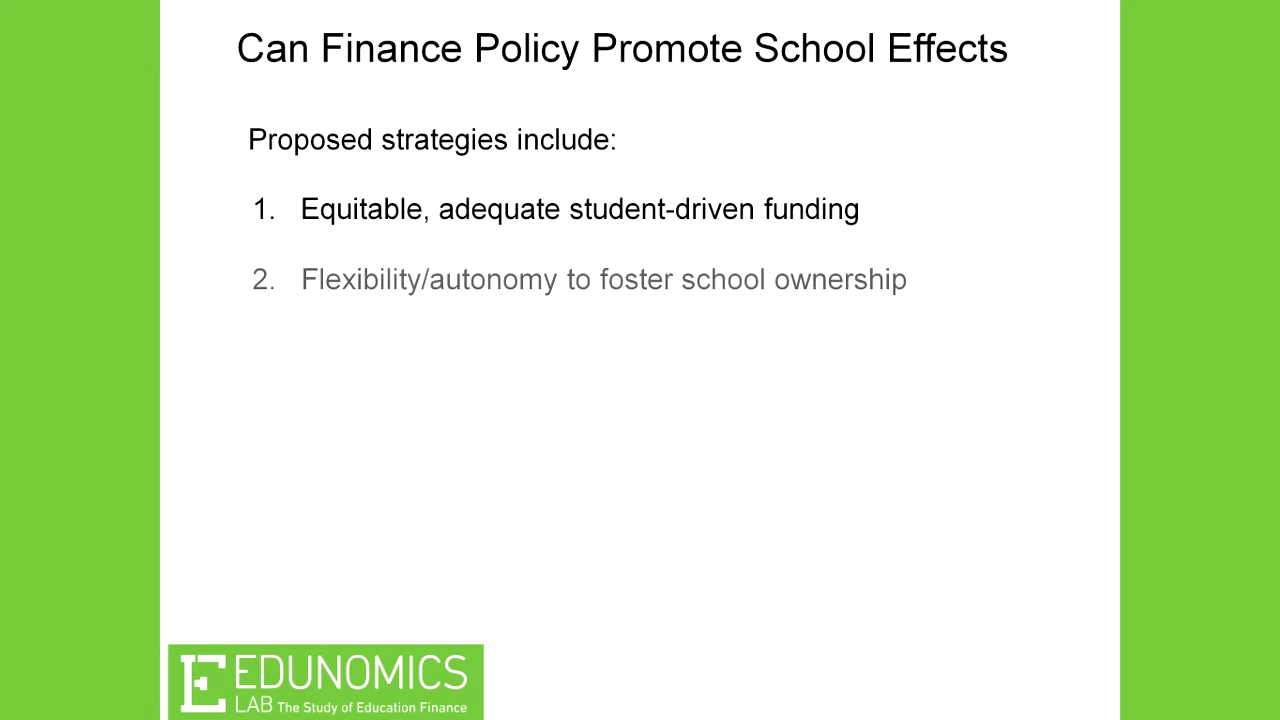 Can Finance Policy Promote School Effects
Proposed strategies include:
1. Equitable, adequate student-driven funding
2. Flexibility/autonomy to foster school ownership
E EDUNOMICS
LAB The Study of Education Finance